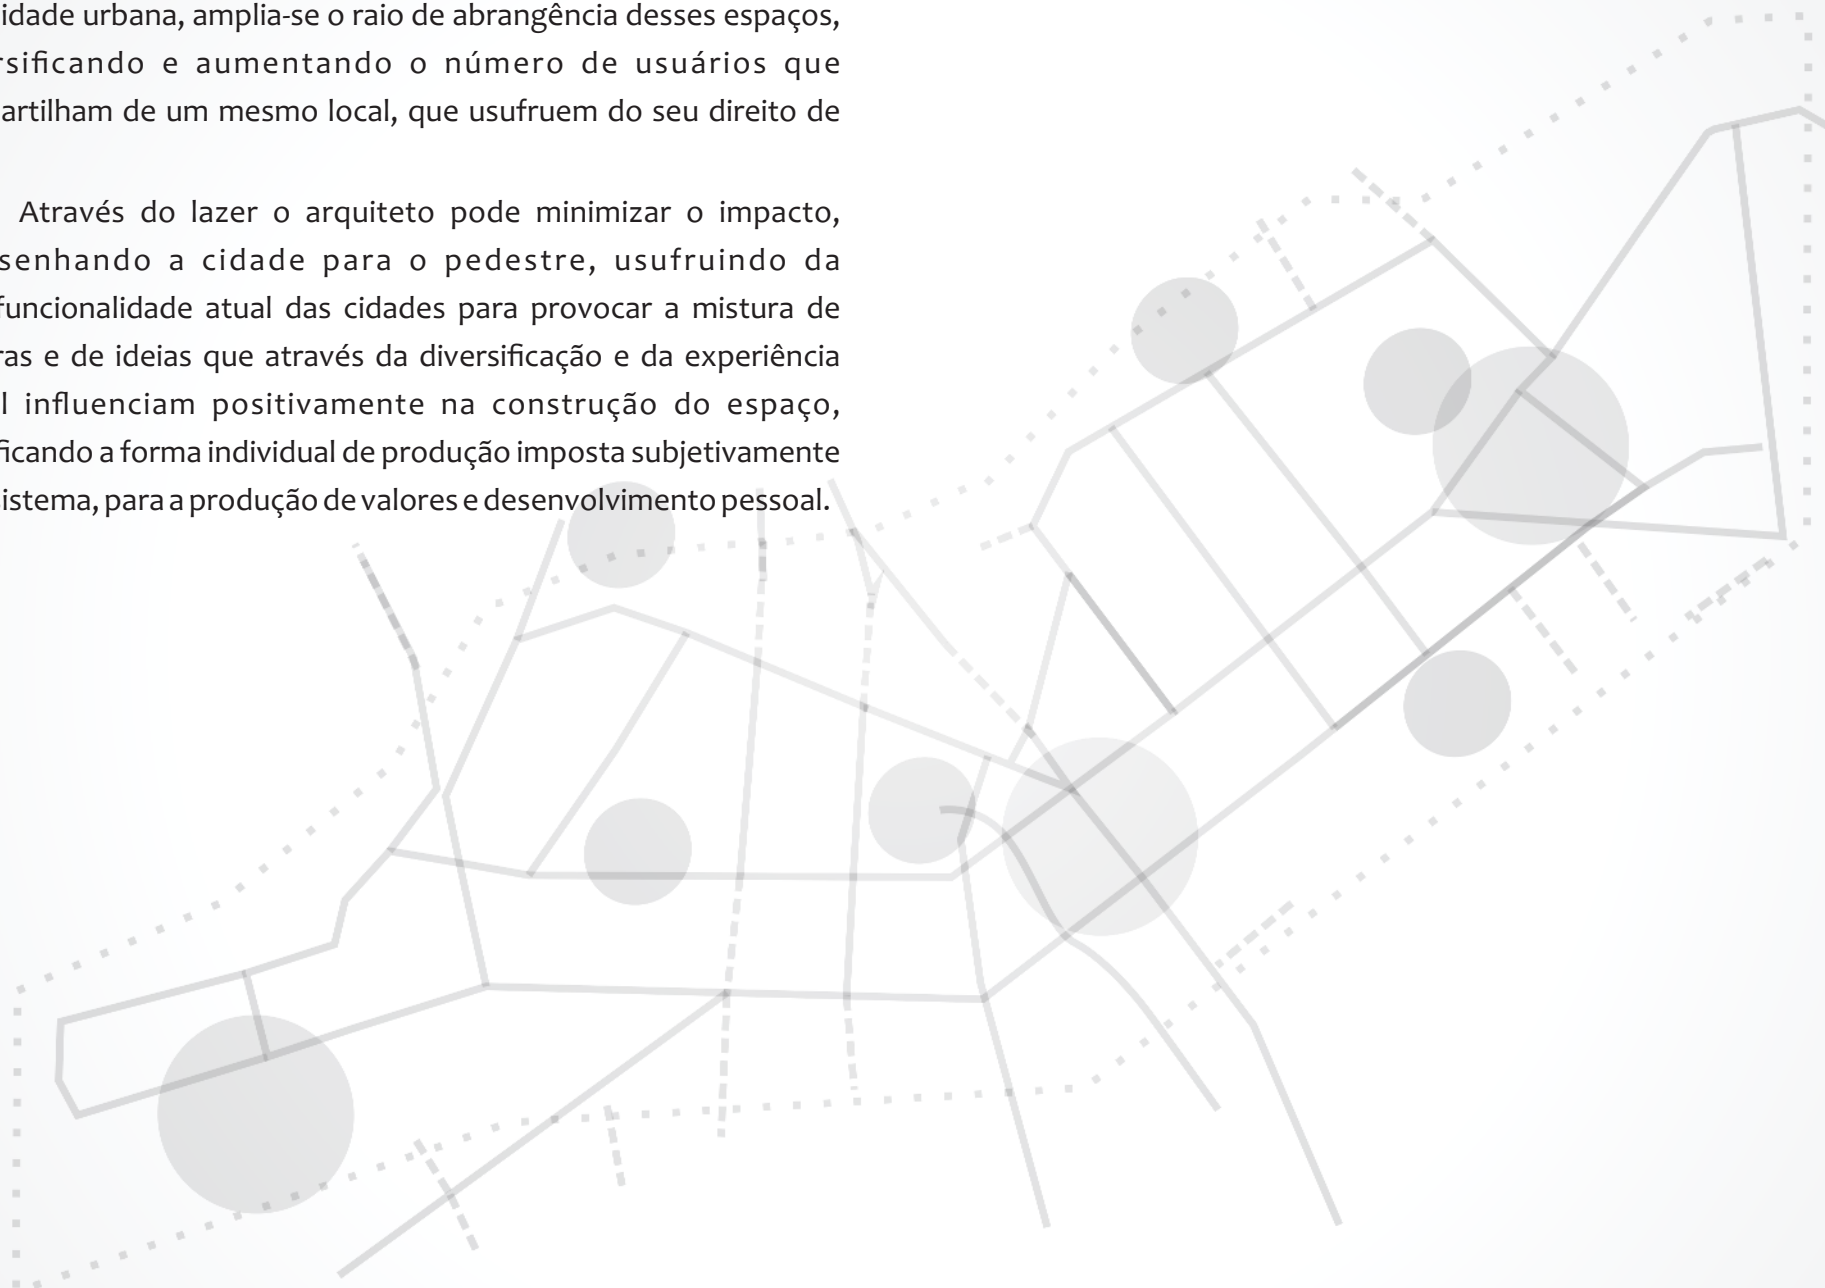 idade urbana, amplia-se o raio de abrangência desses espaços,
rsificando e aumentando o número de usuários que
artilham de um mesmo local, que usufruem do seu direito de
Através do lazer o arquiteto pode minimizar o impacto,
senhando a cidade para o pedestre, usufruindo da
funcionalidade atual das cidades para provocar a mistura de
ras e de ideias que através da diversificação e da experiência
l influenciam positivamente na construção do espaço,
ficando a forma individual de produção imposta subjetivamente
sistema, para a produção de valores e desenvolvimento pessoal.